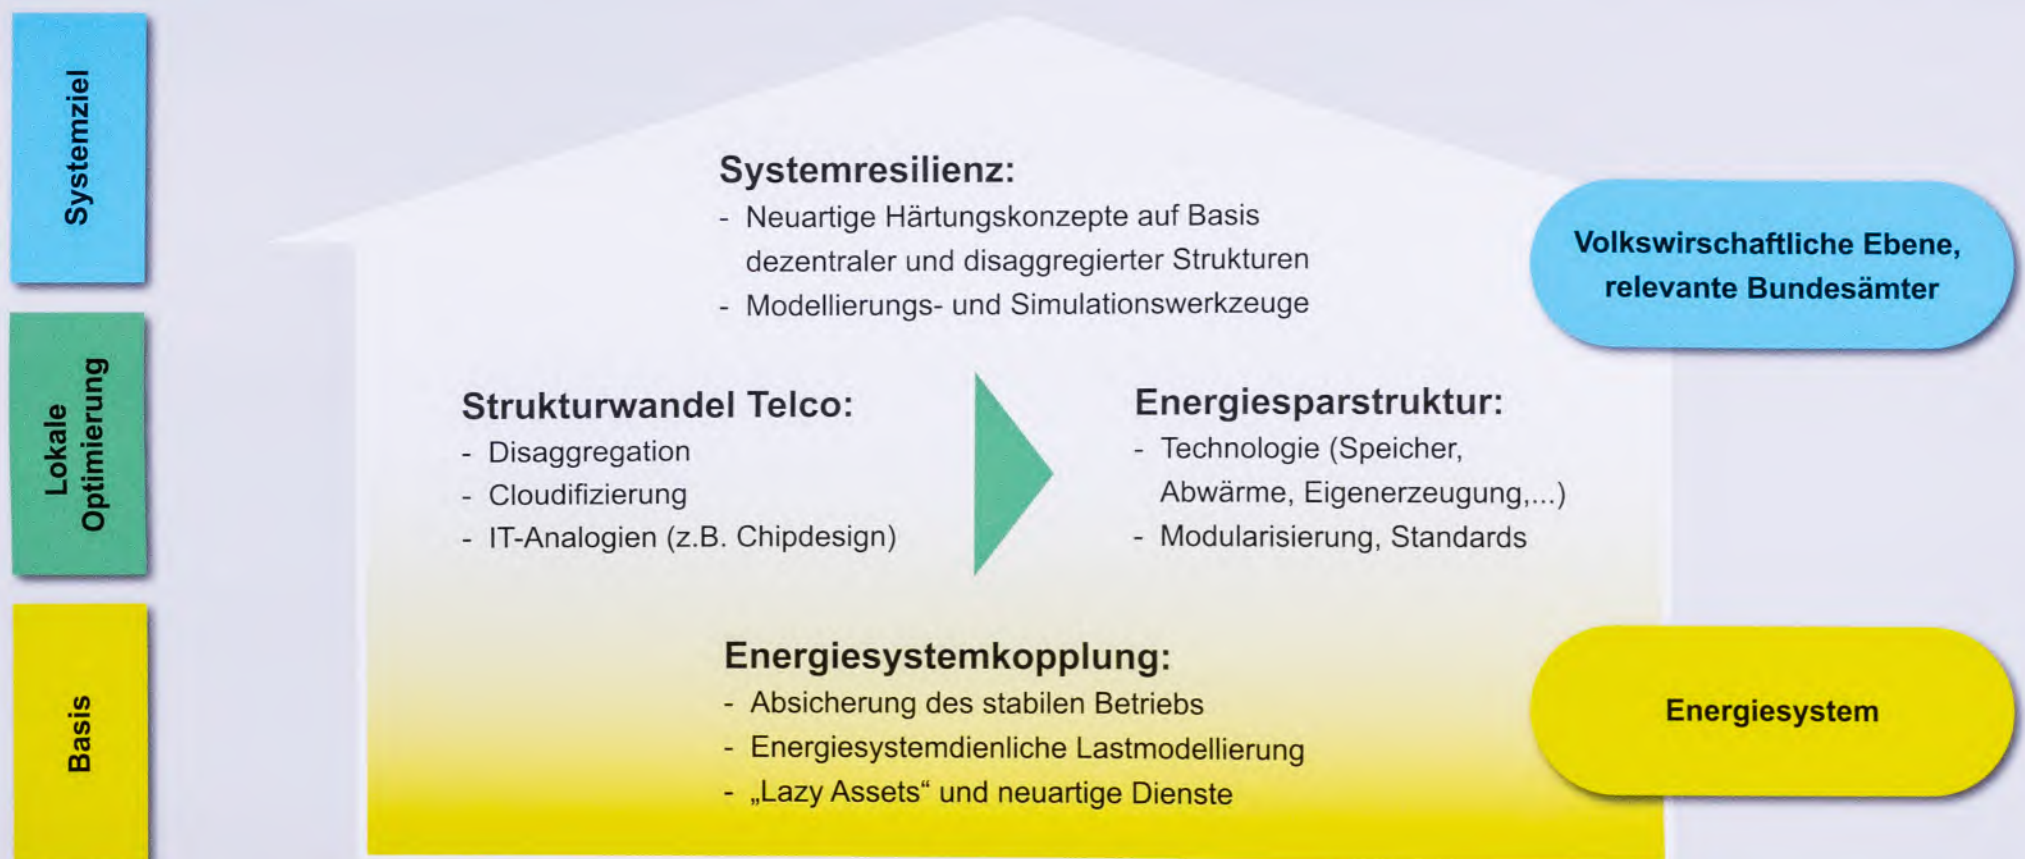 Systemziel
Systemresilienz:
- Neuartige Härtungskonzepte auf Basis
dezentraler und disaggregierter Strukturen
- Modellierungs- und Simulationswerkzeuge
Volkswirschaftliche Ebene,
relevante Bundesämter
Lokale
Optimierung
Strukturwandel Telco:
- Disaggregation
- Cloudifizierung
- IT-Analogien (z.B. Chipdesign)
Energiesparstruktur:
- Technologie (Speicher,
Abwärme, Eigenerzeugung,...)
- Modularisierung, Standards
Basis
Energiesystemkopplung:
- Absicherung des stabilen Betriebs
- Energiesystemdienliche Lastmodellierung
- „Lazy Assets“ und neuartige Dienste
Energiesystem